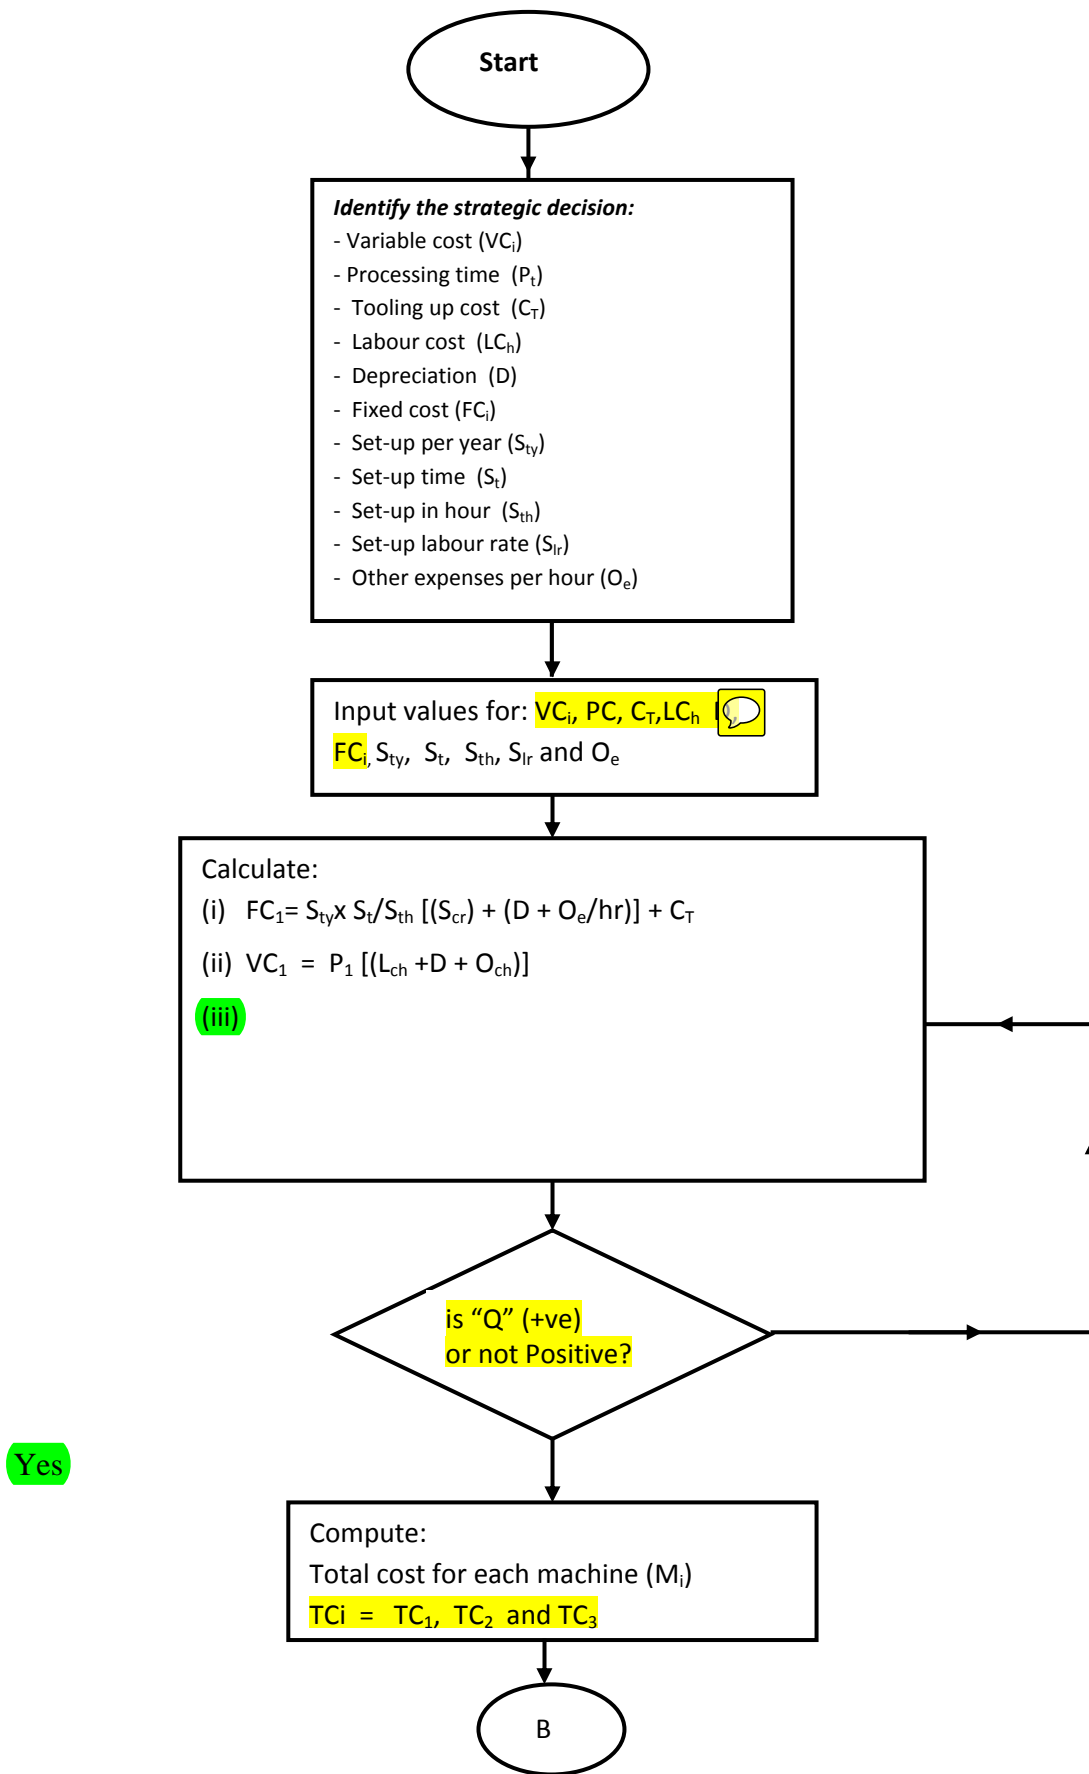 Start
Identify the strategic decision:
- Variable cost (VCi)
- Processing time (Pt)
- Tooling up cost (CT)
- Labour cost (LCh)
- Depreciation (D)
- Fixed cost (FCi)
- Set-up per year (Sty)
- Set-up time (St)
- Set-up in hour (Sth)
- Set-up labour rate (Slr)
- Other expenses per hour (Oe)
Input values for: VCi, PC, CT,LCh
FCi, Sty, St, Sth, Slr and Oe
Calculate:
(i) FC1= Sty x St/Sth [(Scr) + (D + Oe/hr)] + CT
(ii) VC1 = P1 [(Lch +D + Och)]
(iii)
is “Q” (+ve)
or not Positive?
Yes
Compute:
Total cost for each machine (Mi)
TCi = TC1, TC2 and TC3
B